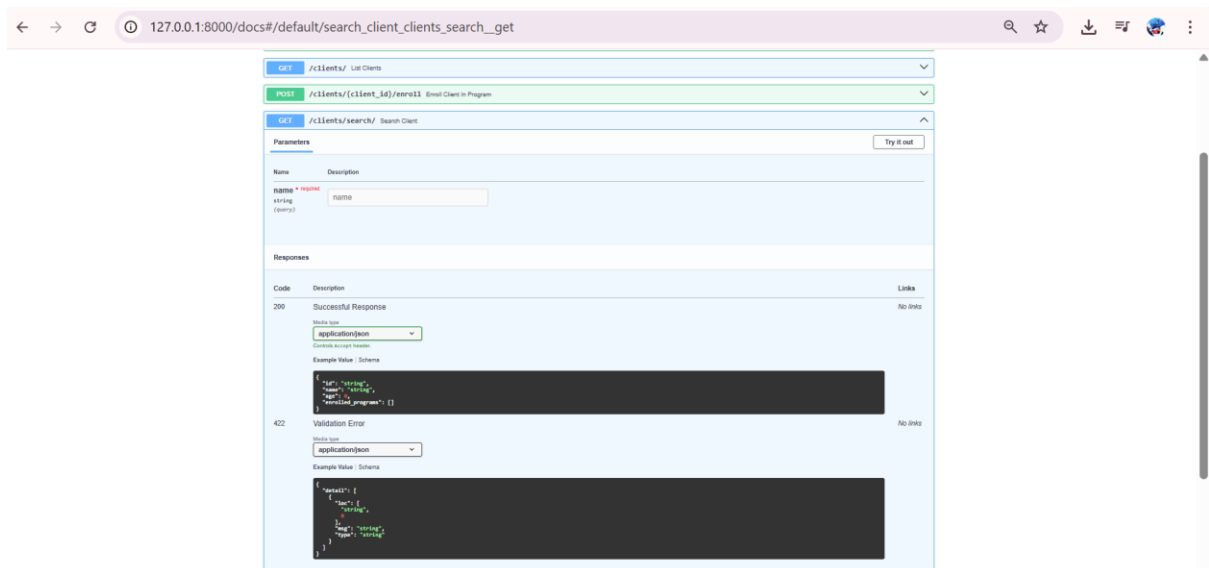 127.0.0.1:8000/docs#/default/search_client_clients_search__get
GET /clients/ List Clients
POST /clients/{client_id}/enroll Enroll Client In Program
GET /clients/search/ Search Client
Parameters
Try it out
Name Description
name * required
string
(query)
name
Responses
Code Description Links
200 Successful Response No links
Media type
application/json
Controls Accept header.
Example Value | Schema
{
"id": "string",
"name": "string",
"age": 0,
"enrolled_programs": []
}
422 Validation Error No links
Media type
application/json
Example Value | Schema
{
"detail": [
{
"loc": [
"string",
0
],
"msg": "string",
"type": "string"
}
]
}